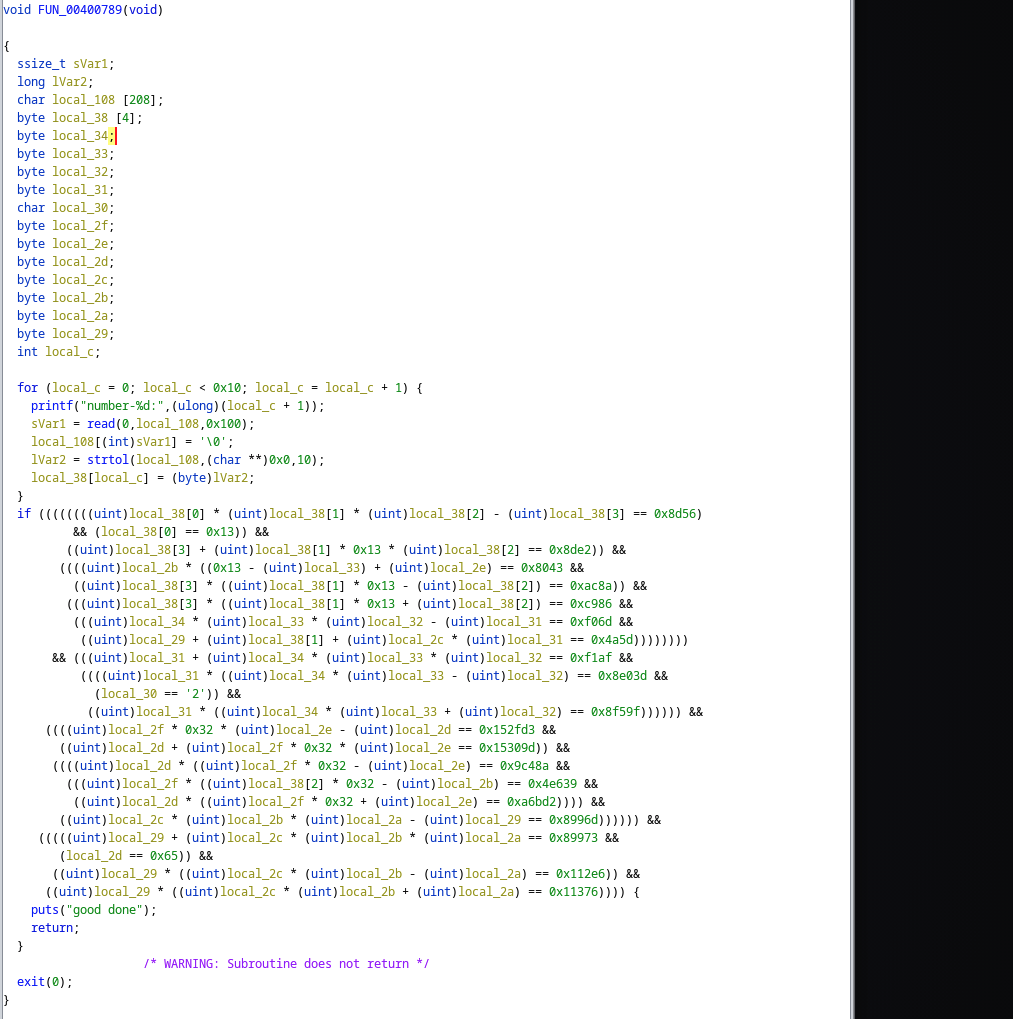 void FUN_00400789(void)
{
ssize_t sVar1;
long lVar2;
char local_108 [208];
byte local_38 [4];
byte local_34;
byte local_33;
byte local_32;
byte local_31;
char local_30;
byte local_2f;
byte local_2e;
byte local_2d;
byte local_2c;
byte local_2b;
byte local_2a;
byte local_29;
int local_c;
for (local_c = 0; local_c < 0x10; local_c = local_c + 1) {
printf("number-%d:",(ulong)(local_c + 1));
sVar1 = read(0,local_108,0x100);
local_108[(int)sVar1] = '\0';
lVar2 = strtol(local_108,(char **)0x0,10);
local_38[local_c] = (byte)lVar2;
}
if ((((((((uint)local_38[0] * (uint)local_38[1] * (uint)local_38[2] - (uint)local_38[3] == 0x8d56)
&& (local_38[0] == 0x13)) &&
((uint)local_38[3] + (uint)local_38[1] * 0x13 * (uint)local_38[2] == 0x8de2)) &&
((((uint)local_2b * ((0x13 - (uint)local_33) + (uint)local_2e) == 0x8043 &&
((uint)local_38[3] * ((uint)local_38[1] * 0x13 - (uint)local_38[2]) == 0xac8a)) &&
(((uint)local_38[3] * ((uint)local_38[1] * 0x13 + (uint)local_38[2]) == 0xc986 &&
(((uint)local_34 * (uint)local_33 * (uint)local_32 - (uint)local_31 == 0xf06d &&
((uint)local_29 + (uint)local_38[1] + (uint)local_2c * (uint)local_31 == 0x4a5d))))))))
&& (((uint)local_31 + (uint)local_34 * (uint)local_33 * (uint)local_32 == 0xf1af &&
((((uint)local_31 * ((uint)local_34 * (uint)local_33 - (uint)local_32) == 0x8e03d &&
(local_30 == '2')) &&
((uint)local_31 * ((uint)local_34 * (uint)local_33 + (uint)local_32) == 0x8f59f)))))) &&
((((uint)local_2f * 0x32 * (uint)local_2e - (uint)local_2d == 0x152fd3 &&
((uint)local_2d + (uint)local_2f * 0x32 * (uint)local_2e == 0x15309d)) &&
((((uint)local_2d * ((uint)local_2f * 0x32 - (uint)local_2e) == 0x9c48a &&
(((uint)local_2f * ((uint)local_38[2] * 0x32 - (uint)local_2b) == 0x4e639 &&
((uint)local_2d * ((uint)local_2f * 0x32 + (uint)local_2e) == 0xa6bd2)))) &&
((uint)local_2c * (uint)local_2b * (uint)local_2a - (uint)local_29 == 0x8996d)))))) &&
(((((uint)local_29 + (uint)local_2c * (uint)local_2b * (uint)local_2a == 0x89973 &&
(local_2d == 0x65)) &&
((uint)local_29 * ((uint)local_2c * (uint)local_2b - (uint)local_2a) == 0x112e6)) &&
((uint)local_29 * ((uint)local_2c * (uint)local_2b + (uint)local_2a) == 0x11376)))) {
puts("good done");
return;
}
/* WARNING: Subroutine does not return */
exit(0);
}